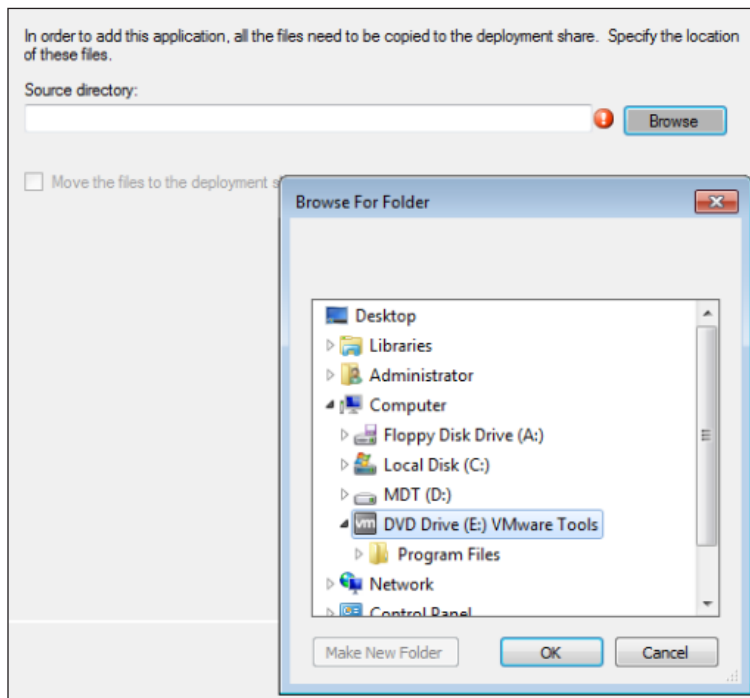 In order to add this application, all the files need to be copied to the deployment share.  Specify the location
of these files.
Source directory:
Browse
Move the files to the deployment s
Browse For Folder
Desktop
Libraries
Administrator
Computer
Floppy Disk Drive (A:)
Local Disk (C:)
MDT (D:)
vm DVD Drive (E:) VMware Tools
Program Files
Network
Control Panel
Make New Folder
OK
Cancel